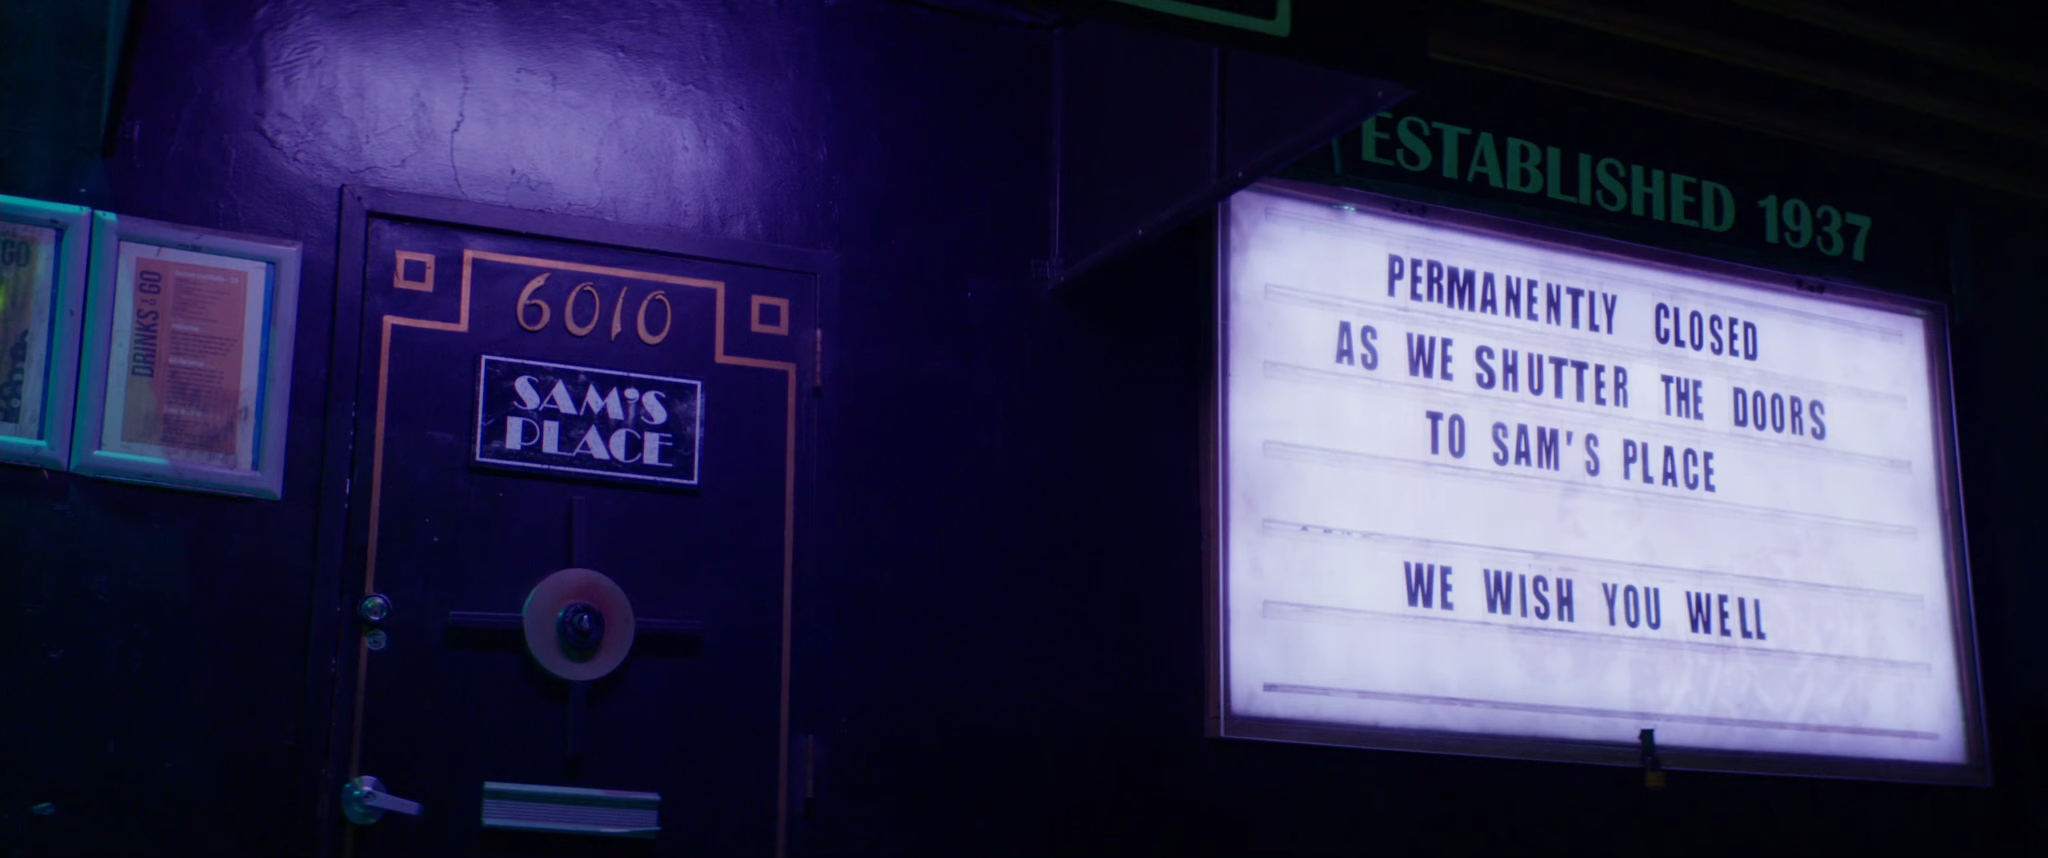 GO
DRINKS & GO
6010
SAM'S
PLACE
ESTABLISHED 1937
PERMANENTLY CLOSED
AS WE SHUTTER THE DOORS
TO SAM'S PLACE
WE WISH YOU WELL